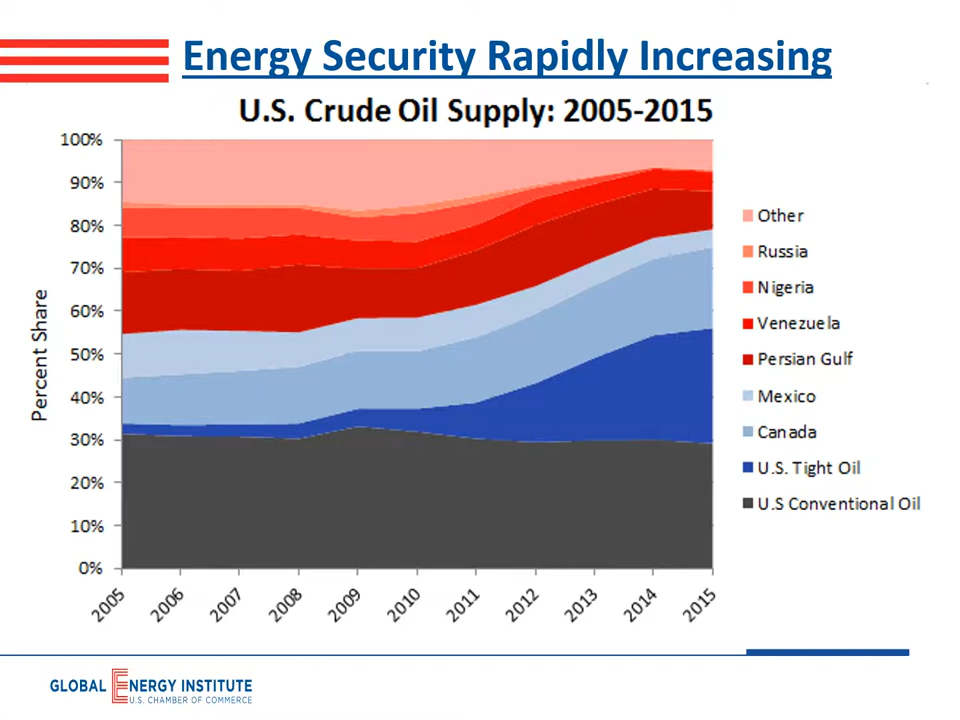 Energy Security Rapidly Increasing
U.S. Crude Oil Supply: 2005-2015
100%
90%
80%
70%
60%
50%
40%
30%
20%
10%
0%
Percent Share
2005
2006
2007
2008
2009
2010
2011
2012
2013
2014
2015
Other
Russia
Nigeria
Venezuela
Persian Gulf
Mexico
Canada
U.S. Tight Oil
U.S Conventional Oil
GLOBAL ENERGY INSTITUTE
U.S. CHAMBER OF COMMERCE